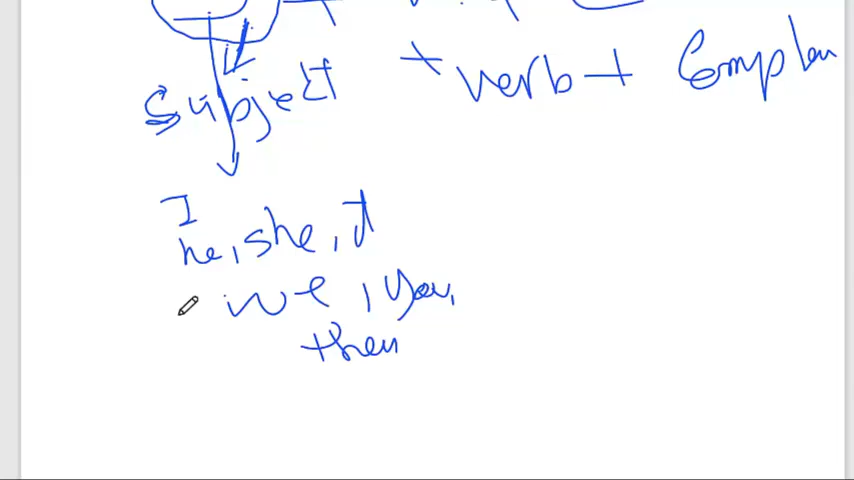 subject + verb + Complem
I
he, she, it
we, you,
then